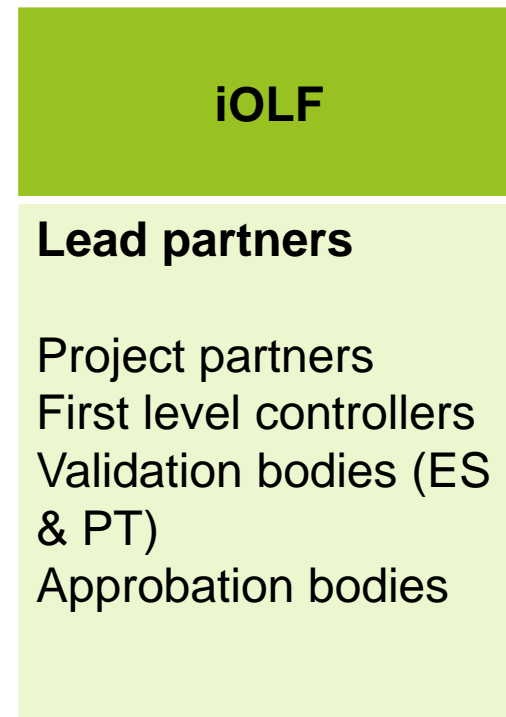 iOLF
Lead partners
Project partners
First level controllers
Validation bodies (ES
& PT)
Approbation bodies